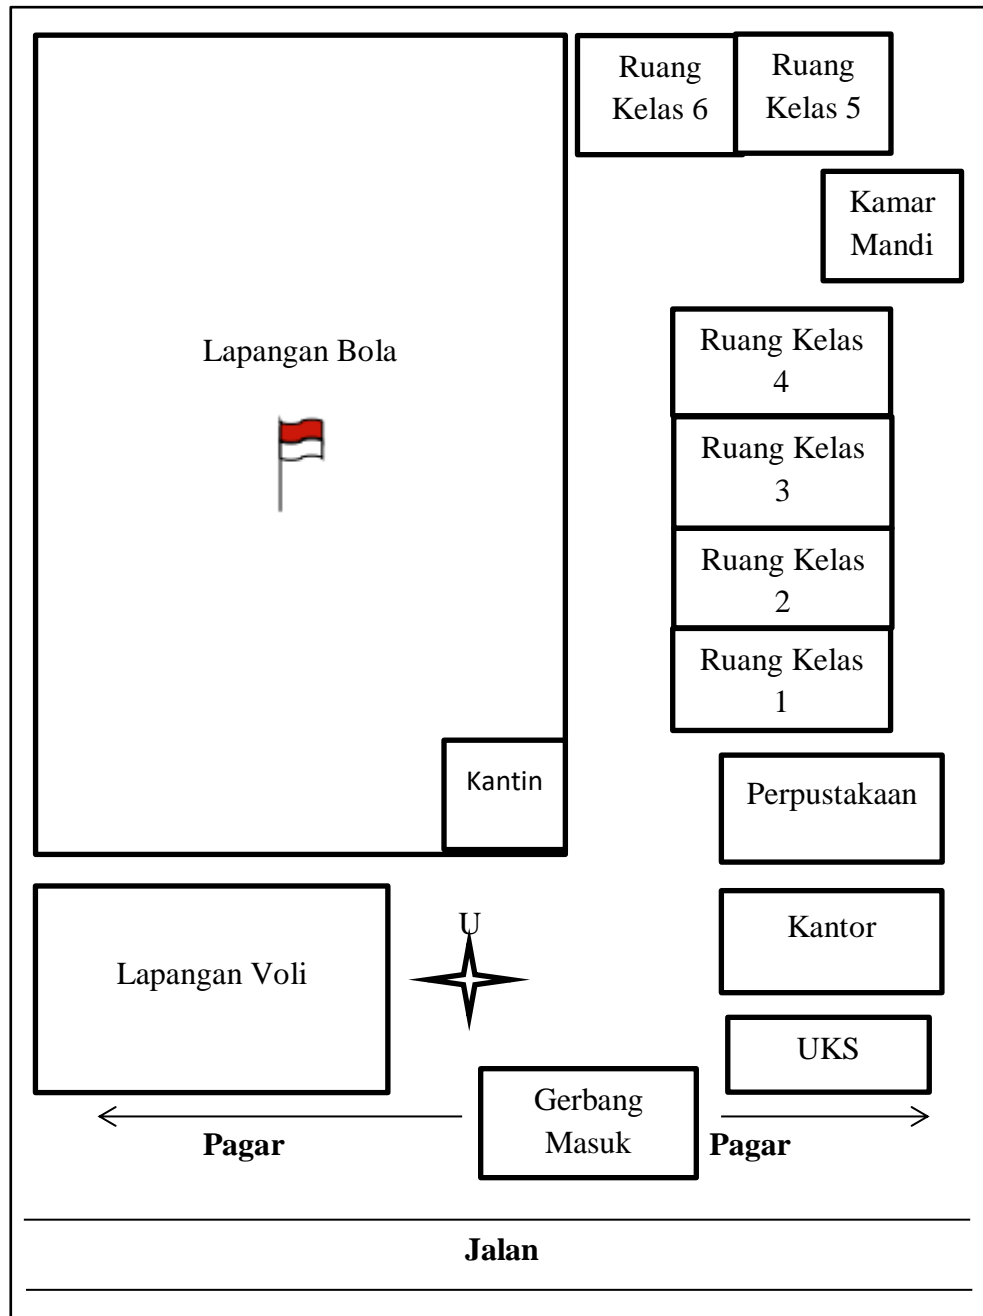 Ruang
Kelas 6
Ruang
Kelas 5
Kamar
Mandi
Lapangan Bola
Ruang Kelas
4
Ruang Kelas
3
Ruang Kelas
2
Ruang Kelas
1
Kantin
Perpustakaan
Kantor
U
Lapangan Voli
UKS
Gerbang
Masuk
Pagar
Pagar
Jalan